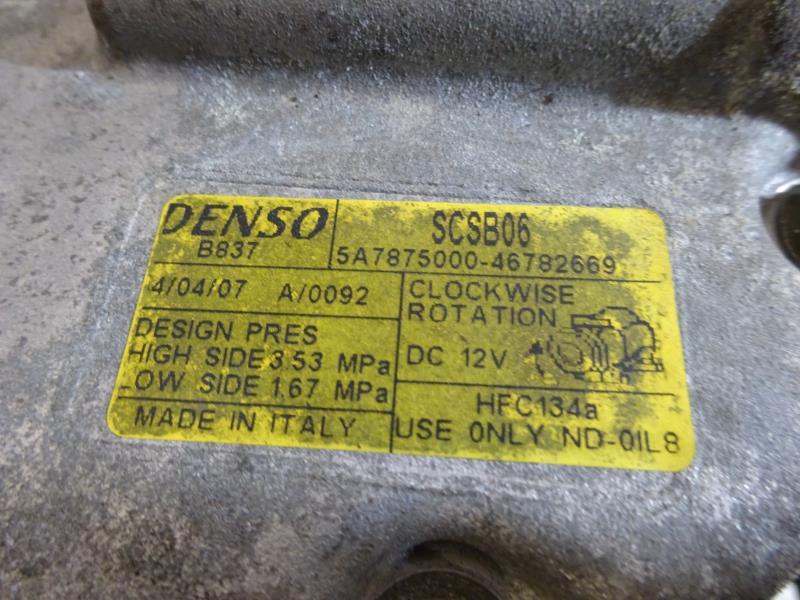 DENSO
B837
SCSB06
5A7875000-46782669
4/04/07 A/0092
DESIGN PRES
HIGH SIDE 3.53 MPa
LOW SIDE 1.67 MPa
MADE IN ITALY
CLOCKWISE
ROTATION
DC 12V
HFC134a
USE ONLY ND-OIL8